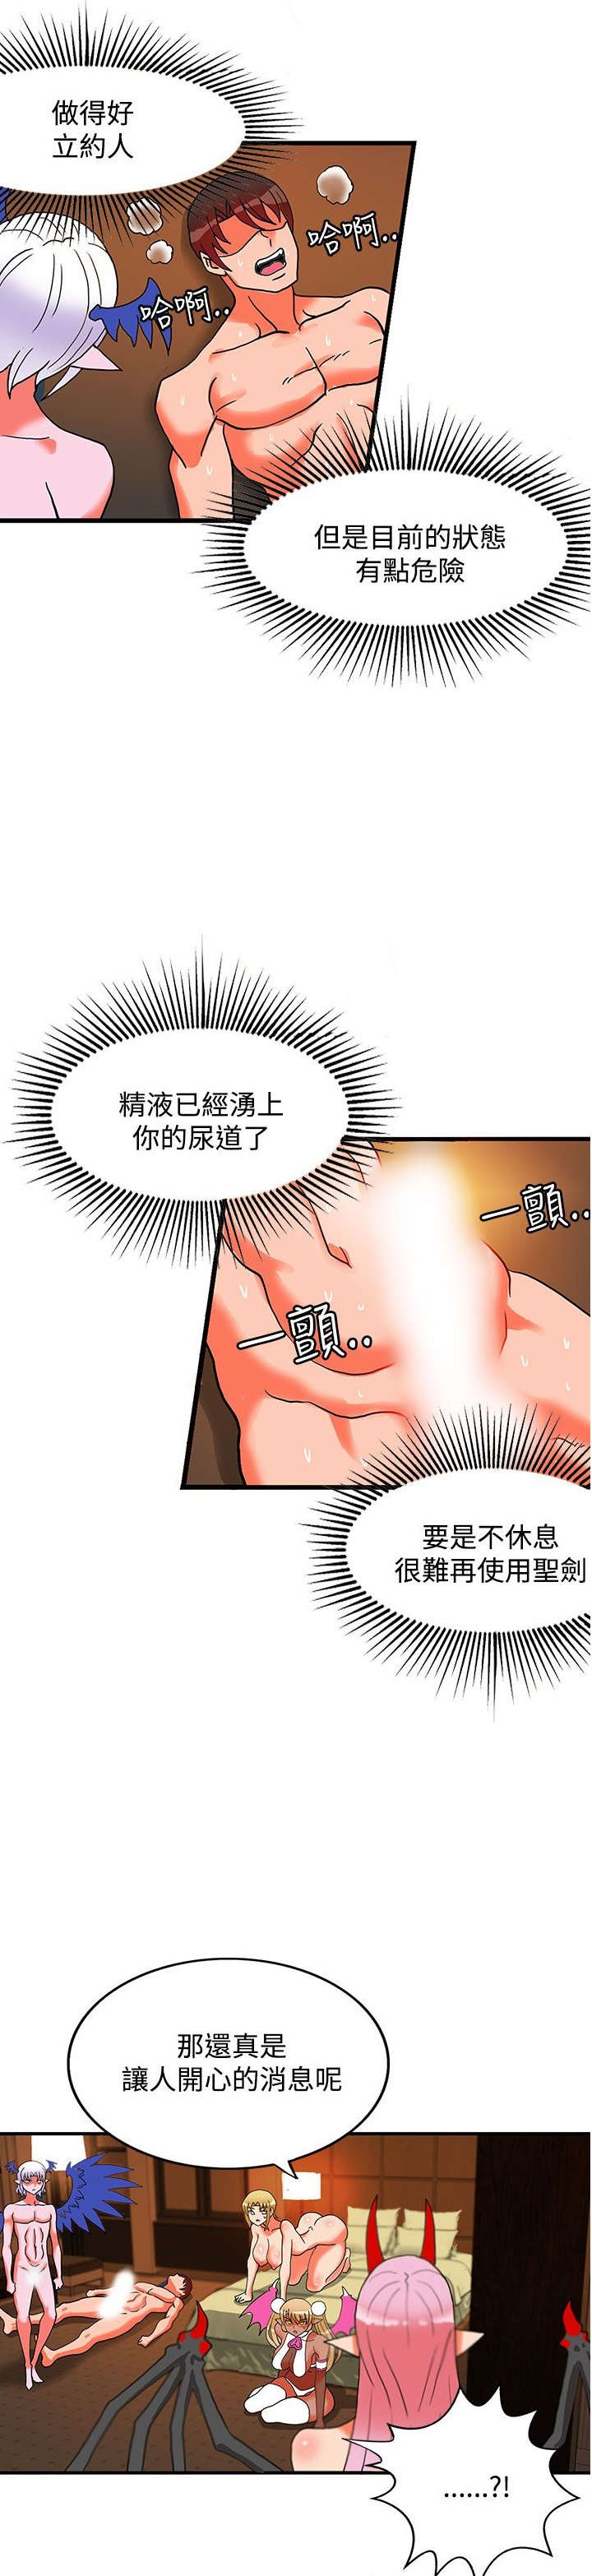 做得好
立約人
哈啊..
哈啊..
但是目前的狀態
有點危險
精液已經湧上
你的尿道了
一顫..
一顫..
要是不休息
很難再使用聖劍
那還真是
讓人開心的消息呢
......?!